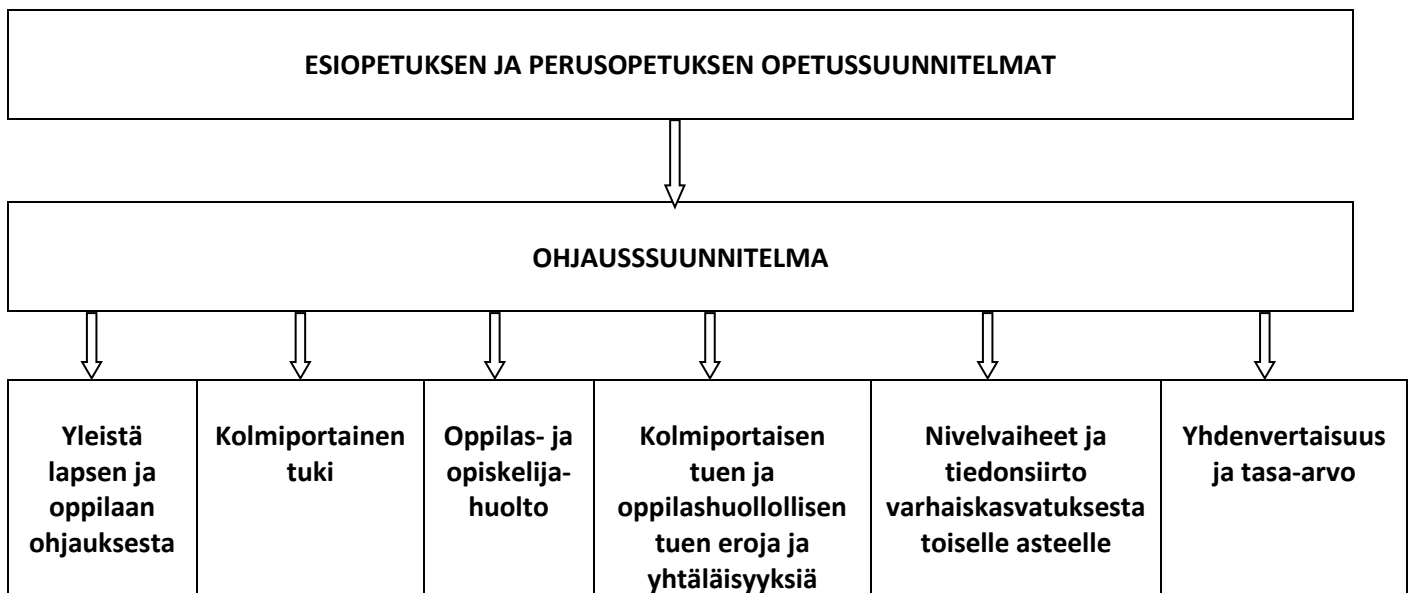 ESIOPETUKSEN JA PERUSOPETUKSEN OPETUSSUUNNITELMAT
OHJAUSSSUUNNITELMA
Yleistä
lapsen ja
oppilaan
ohjauksesta
Kolmiportainen
tuki
Oppilas- ja
opiskelija-
huolto
Kolmiportaisen
tuen ja
oppilashuollollisen
tuen eroja ja
yhtäläisyyksiä
Nivelvaiheet ja
tiedonsiirto
varhaiskasvatuksesta
toiselle asteelle
Yhdenvertaisuus
ja tasa-arvo